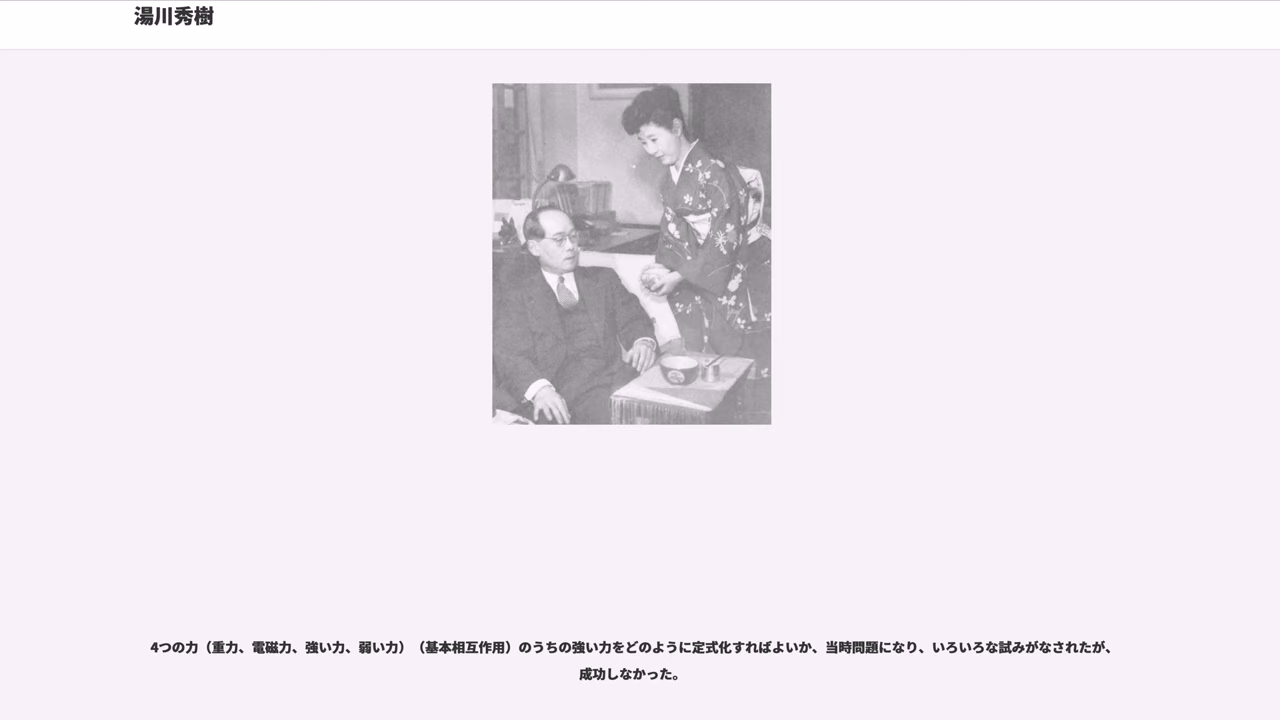 湯川秀樹
4つの力（重力、電磁力、強い力、弱い力）（基本相互作用）のうちの強い力をどのように定式化すればよいか、当時問題になり、いろいろな試みがなされたが、
成功しなかった。